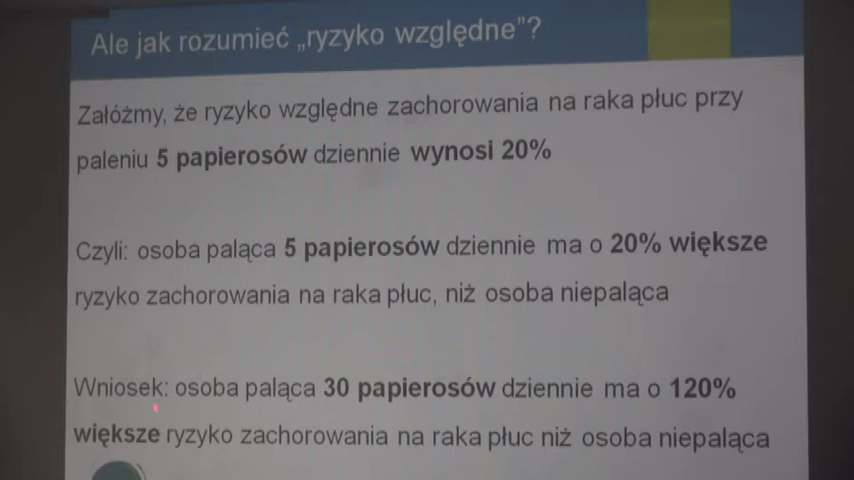 Ale jak rozumieć „ryzyko względne”?
Załóżmy, że ryzyko względne zachorowania na raka płuc przy
paleniu 5 papierosów dziennie wynosi 20%
Czyli: osoba paląca 5 papierosów dziennie ma o 20% większe
ryzyko zachorowania na raka płuc, niż osoba niepaląca
Wniosek: osoba paląca 30 papierosów dziennie ma o 120%
większe ryzyko zachorowania na raka płuc niż osoba niepaląca